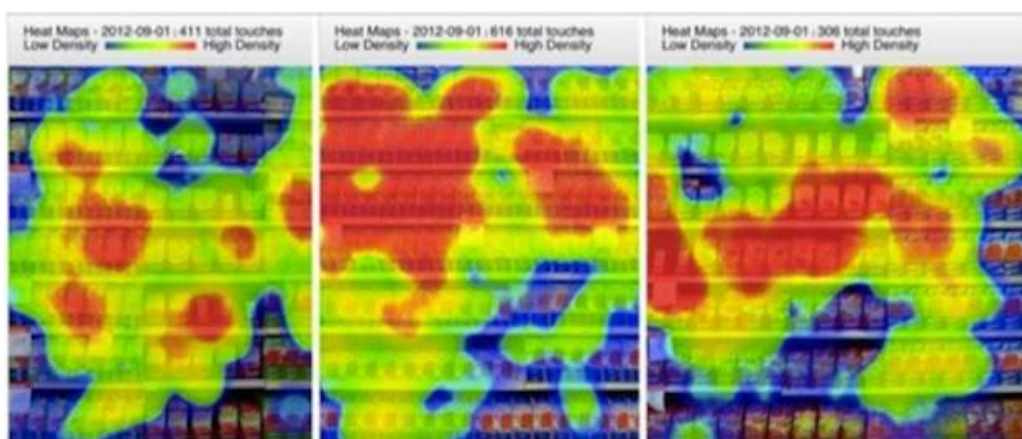 Heat Maps - 2012-09-01 : 411 total touches
Low Density High Density
Heat Maps - 2012-09-01 : 616 total touches
Low Density High Density
Heat Maps - 2012-09-01 : 306 total touches
Low Density High Density